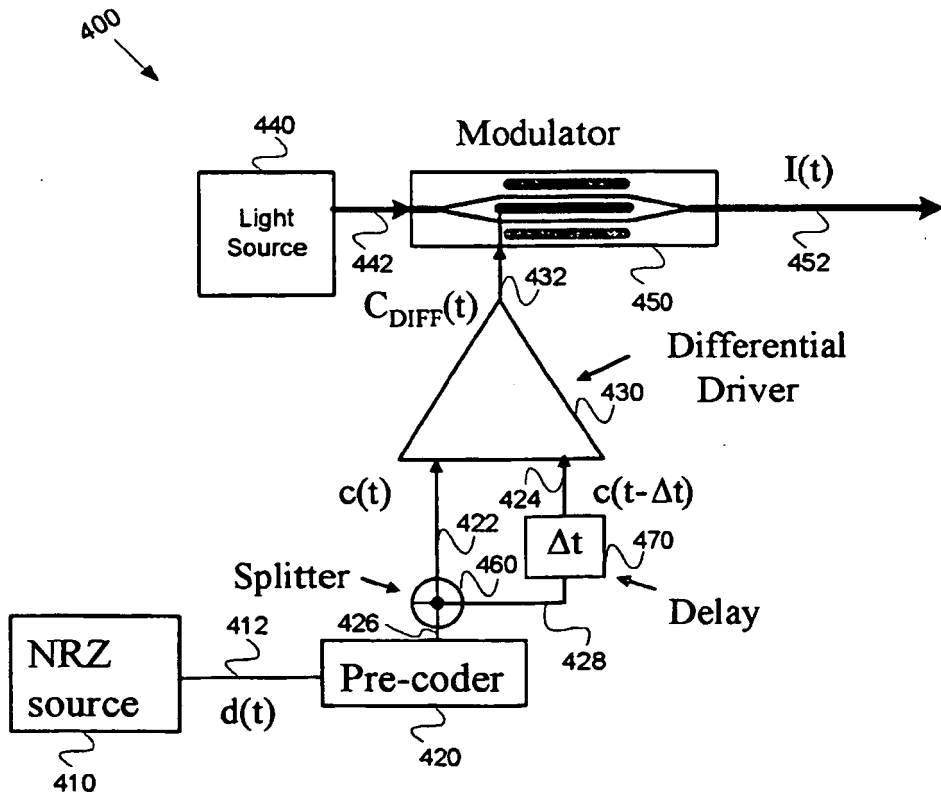 400
440
Modulator
Light
Source
442
I(t)
452
450
432
C_DIFF(t)
Differential
Driver
430
c(t)
424
c(t-Δt)
422
Δt
470
Splitter
460
Delay
426
428
412
NRZ
source
d(t)
Pre-coder
410
420